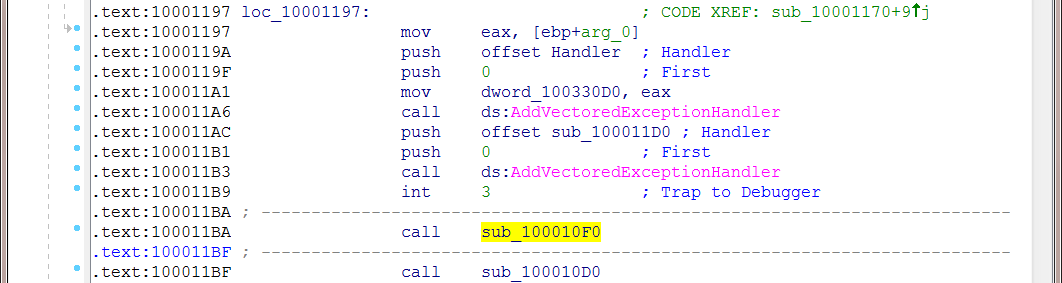 .text:10001197 loc_10001197: ; CODE XREF: sub_10001170+9↑j
.text:10001197 mov eax, [ebp+arg_0]
.text:1000119A push offset Handler ; Handler
.text:1000119F push 0 ; First
.text:100011A1 mov dword_100330D0, eax
.text:100011A6 call ds:AddVectoredExceptionHandler
.text:100011AC push offset sub_100011D0 ; Handler
.text:100011B1 push 0 ; First
.text:100011B3 call ds:AddVectoredExceptionHandler
.text:100011B9 int 3 ; Trap to Debugger
.text:100011BA ; ---------------------------------------------------------------------------
.text:100011BA call sub_100010F0
.text:100011BF ; ---------------------------------------------------------------------------
.text:100011BF call sub_100010D0